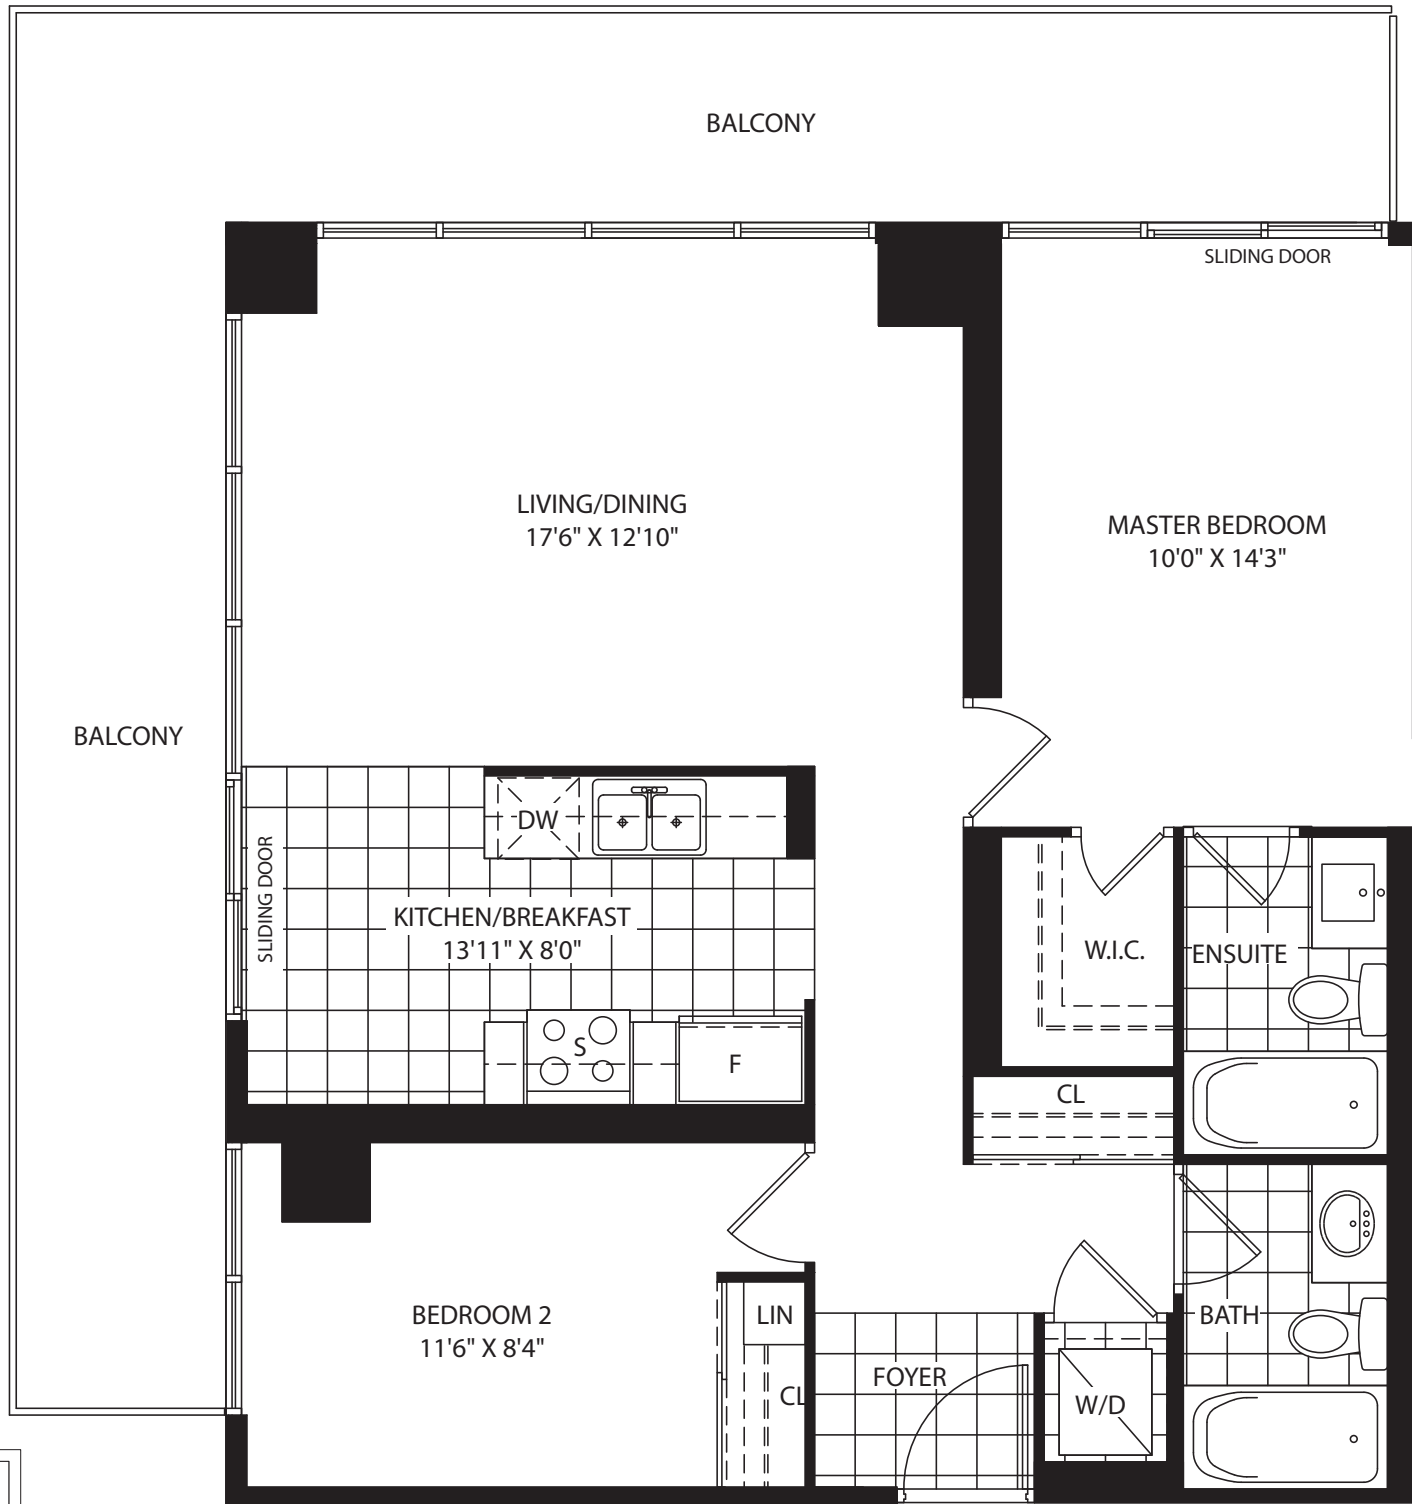 BALCONY
SLIDING DOOR
LIVING/DINING
17'6" X 12'10"
MASTER BEDROOM
10'0" X 14'3"
BALCONY
DW
SLIDING DOOR
KITCHEN/BREAKFAST
13'11" X 8'0"
W.I.C.
ENSUITE
S
F
CL
BEDROOM 2
11'6" X 8'4"
LIN
CL
FOYER
W/D
BATH